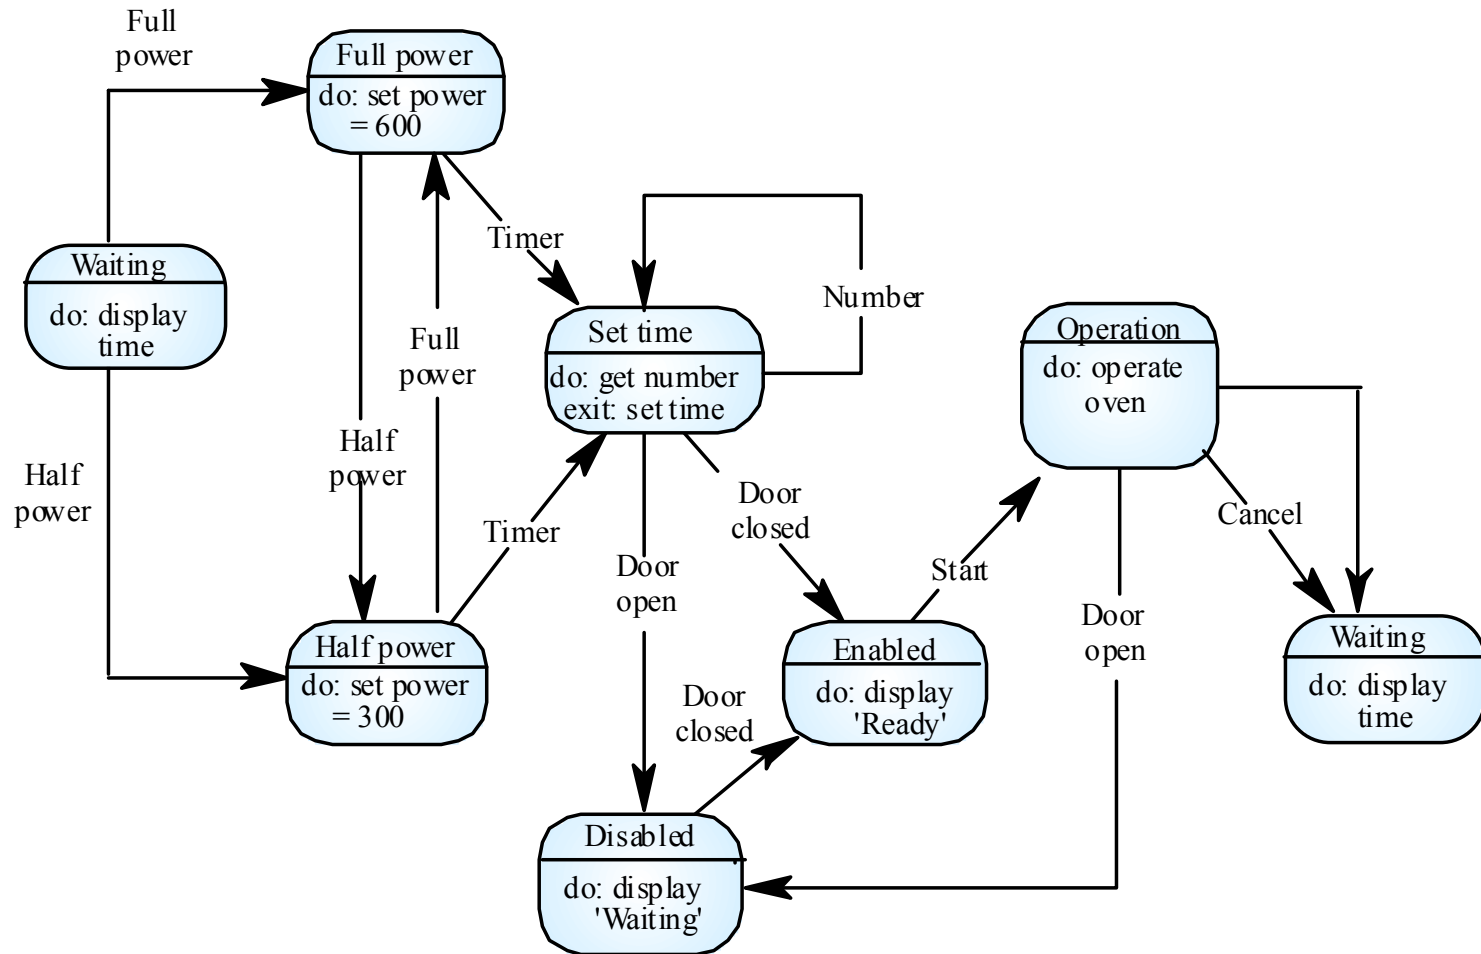 Full
power
Full power
do: set power
= 600
Timer
Waiting
do: display
time
Number
Full
power
Set time
do: get number
exit: set time
Operation
do: operate
oven
Half
power
Half
power
Timer
Door
closed
Door
open
Start
Cancel
Door
open
Half power
do: set power
= 300
Enabled
do: display
'Ready'
Waiting
do: display
time
Door
closed
Disabled
do: display
'Waiting'